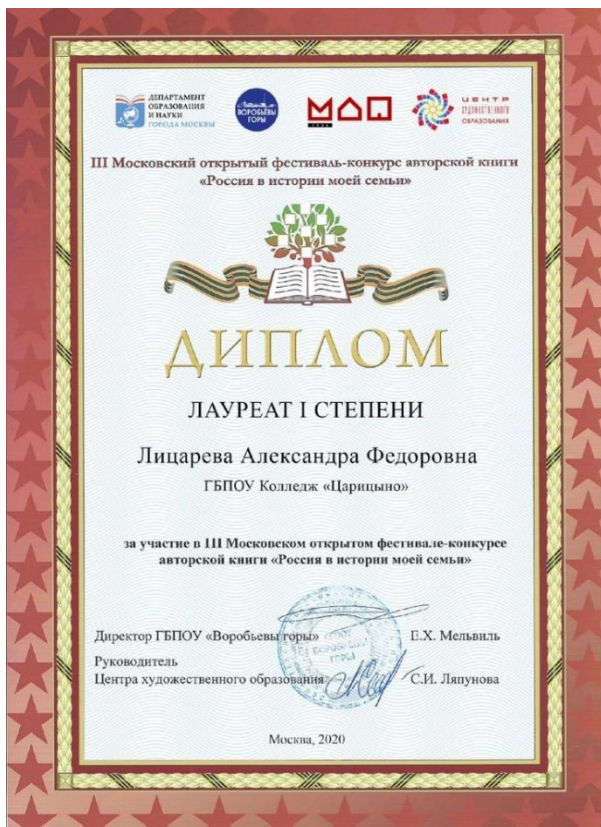 ДЕПАРТАМЕНТ
ОБРАЗОВАНИЯ
И НАУКИ
ГОРОДА МОСКВЫ
ВОРОБЬЕВЫ
ГОРЫ
МДО
ЦЕНТР
ХУДОЖЕСТВЕННОГО
ОБРАЗОВАНИЯ
III Московский открытый фестиваль-конкурс авторской книги
«Россия в истории моей семьи»
ДИПЛОМ
ЛАУРЕАТ I СТЕПЕНИ
Лицарева Александра Федоровна
ГБПОУ Колледж «Царицыно»
за участие в III Московском открытом фестивале-конкурсе
авторской книги «Россия в истории моей семьи»
Директор ГБПОУ «Воробьевы горы» Е.Х. Мельвиль
Руководитель
Центра художественного образования С.И. Ляпунова
Москва, 2020